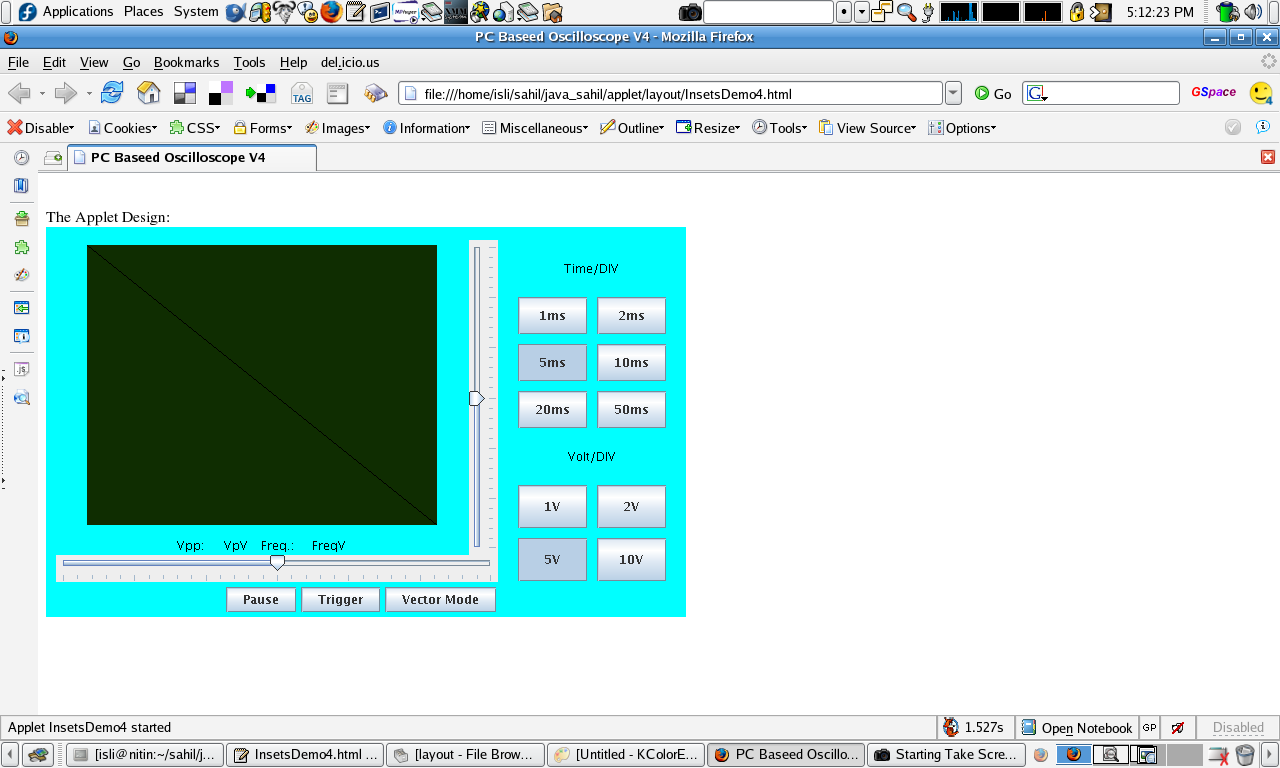 Applications Places System 5:12:23 PM
PC Baseed Oscilloscope V4 - Mozilla Firefox
File Edit View Go Bookmarks Tools Help del.icio.us
TAG file:///home/isli/sahil/java_sahil/applet/layout/InsetsDemo4.html Go G GSpace
Disable Cookies CSS Forms Images Information Miscellaneous Outline Resize Tools View Source Options
PC Baseed Oscilloscope V4
The Applet Design:
Time/DIV
1ms 2ms
5ms 10ms
20ms 50ms
Volt/DIV
1V 2V
5V 10V
Vpp: VpV Freq.: FreqV
Pause Trigger Vector Mode
Applet InsetsDemo4 started 1.527s Open Notebook GP Disabled
[isli@nitin:~/sahil/j... InsetsDemo4.html [layout - File Brow... [Untitled - KColorE... PC Baseed Oscillo... Starting Take Scre...